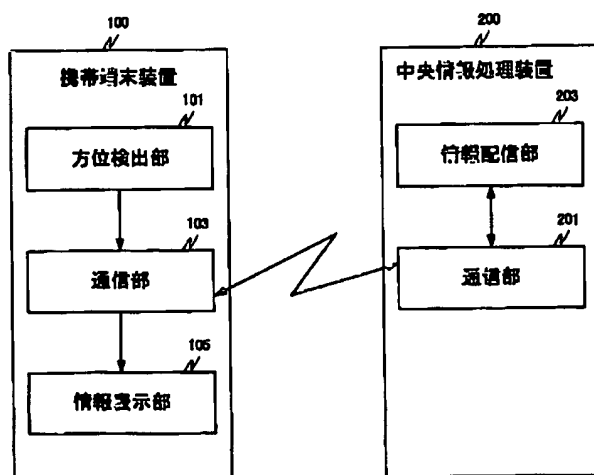 100
携帯端末装置
101
方位検出部
103
通信部
105
情報表示部
200
中央情報処理装置
203
情報配信部
201
通信部